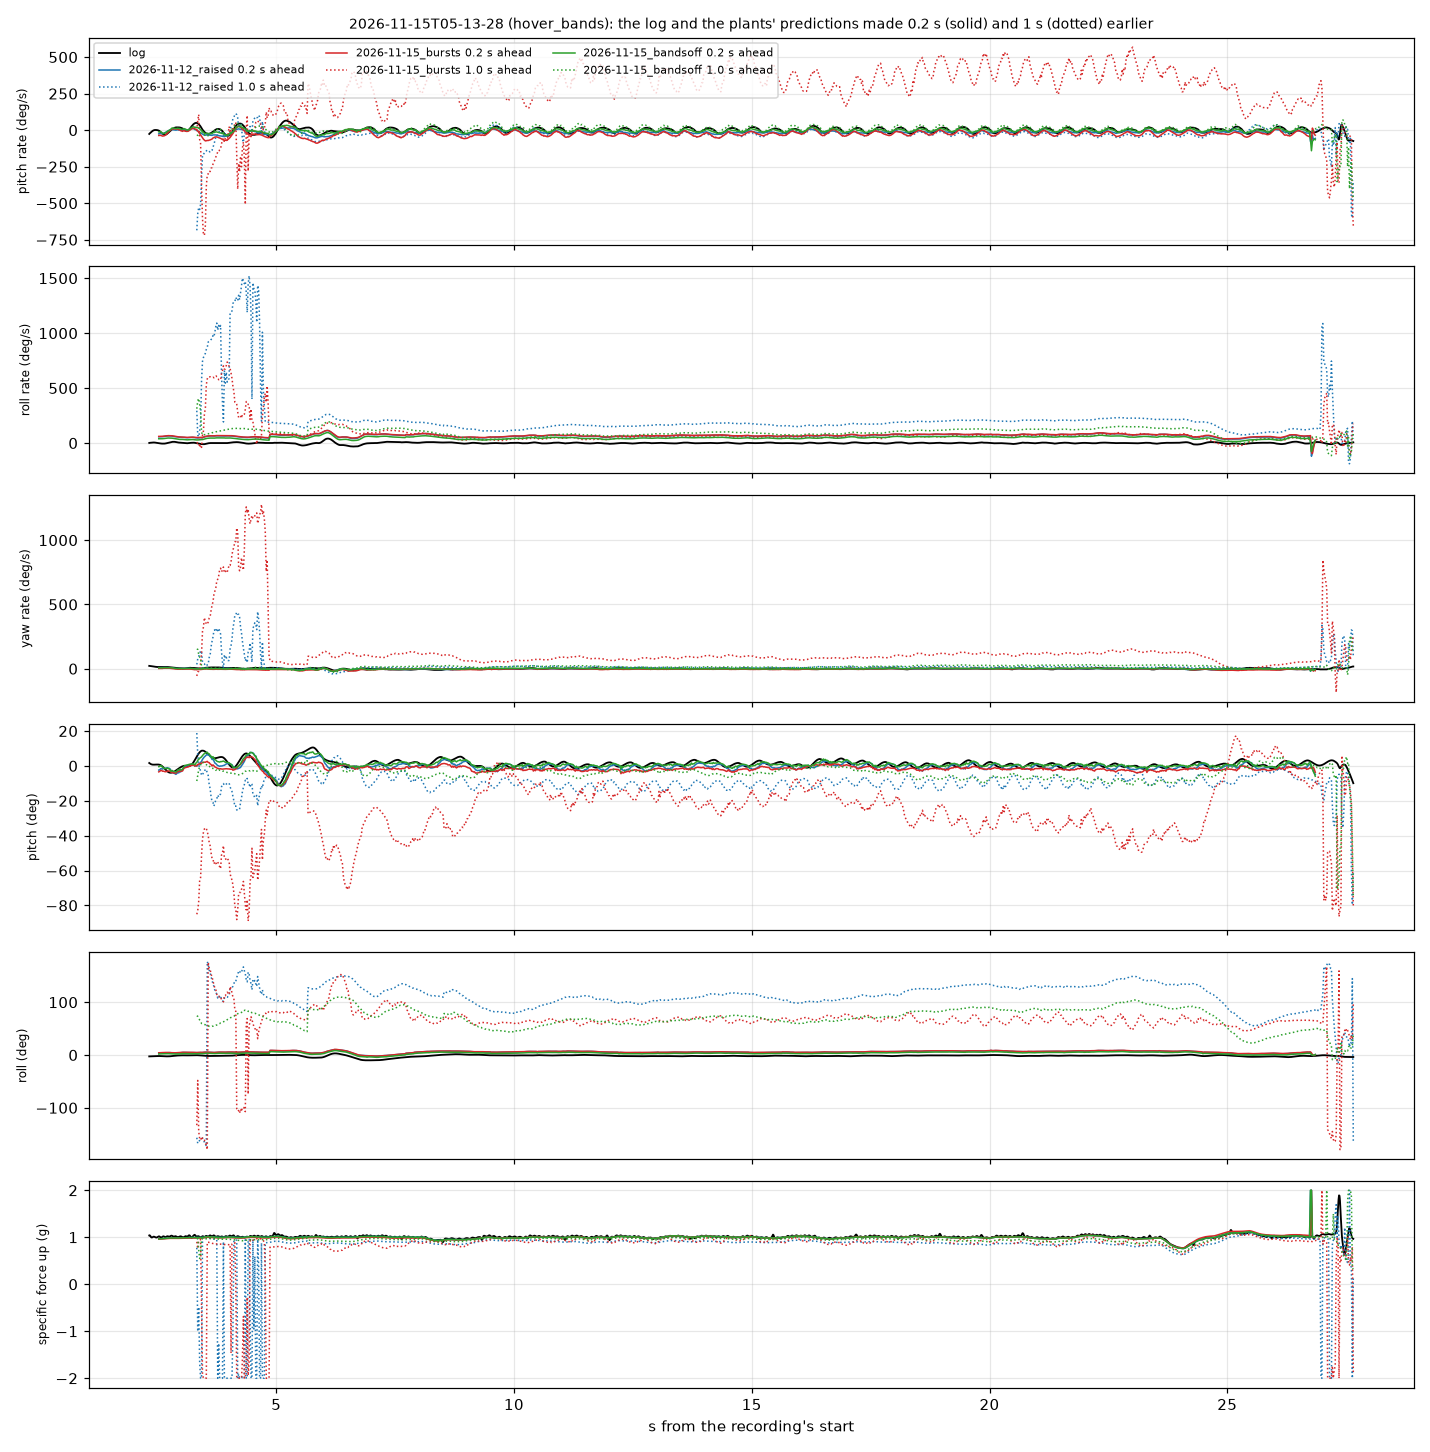 2026-11-15T05-13-28 (hover_bands): the log and the plants' predictions made 0.2 s (solid) and 1 s (dotted) earlier
log
2026-11-12_raised 0.2 s ahead
2026-11-12_raised 1.0 s ahead
2026-11-15_bursts 0.2 s ahead
2026-11-15_bursts 1.0 s ahead
2026-11-15_bandsoff 0.2 s ahead
2026-11-15_bandsoff 1.0 s ahead
pitch rate (deg/s)
500
250
0
−250
−500
−750
roll rate (deg/s)
1500
1000
500
0
yaw rate (deg/s)
1000
500
0
pitch (deg)
20
0
−20
−40
−60
−80
roll (deg)
100
0
−100
specific force up (g)
2
1
0
−1
−2
5
10
15
20
25
s from the recording's start